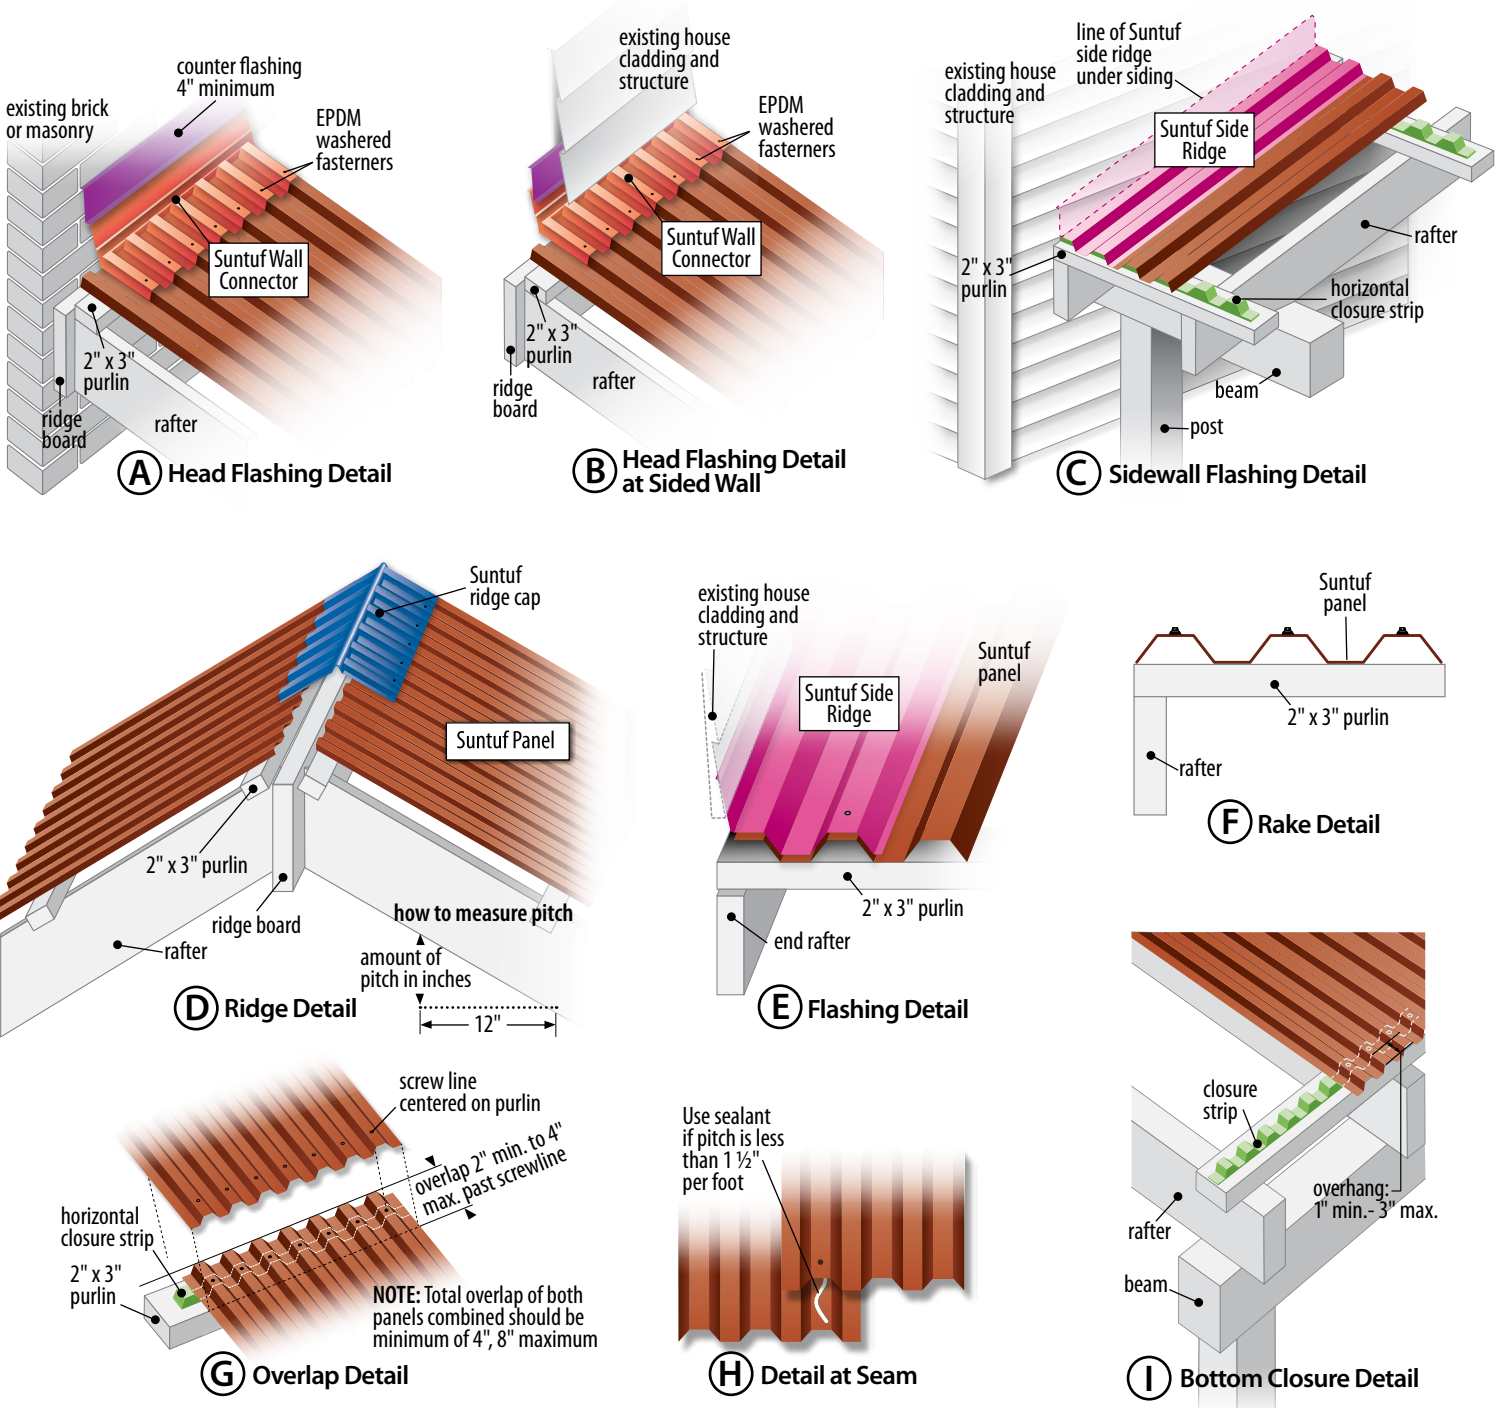 existing brick
or masonry
counter flashing
4" minimum
EPDM
washered
fasterners
Suntuf Wall
Connector
2" x 3"
purlin
ridge
board
rafter
A Head Flashing Detail
existing house
cladding and
structure
EPDM
washered
fasterners
Suntuf Wall
Connector
2" x 3"
purlin
ridge
board
rafter
B Head Flashing Detail
at Sided Wall
line of Suntuf
side ridge
under siding
existing house
cladding and
structure
Suntuf Side
Ridge
2" x 3"
purlin
rafter
horizontal
closure strip
beam
post
C Sidewall Flashing Detail
Suntuf
ridge cap
Suntuf Panel
2" x 3" purlin
ridge board
rafter
how to measure pitch
amount of
pitch in inches
12"
D Ridge Detail
existing house
cladding and
structure
Suntuf Side
Ridge
Suntuf
panel
2" x 3" purlin
end rafter
E Flashing Detail
Suntuf
panel
2" x 3" purlin
rafter
F Rake Detail
screw line
centered on purlin
overlap 2" min. to 4"
max. past screwline
horizontal
closure strip
2" x 3"
purlin
NOTE: Total overlap of both
panels combined should be
minimum of 4", 8" maximum
G Overlap Detail
Use sealant
if pitch is less
than 1 ½"
per foot
H Detail at Seam
closure
strip
overhang:
1" min.- 3" max.
rafter
beam
I Bottom Closure Detail